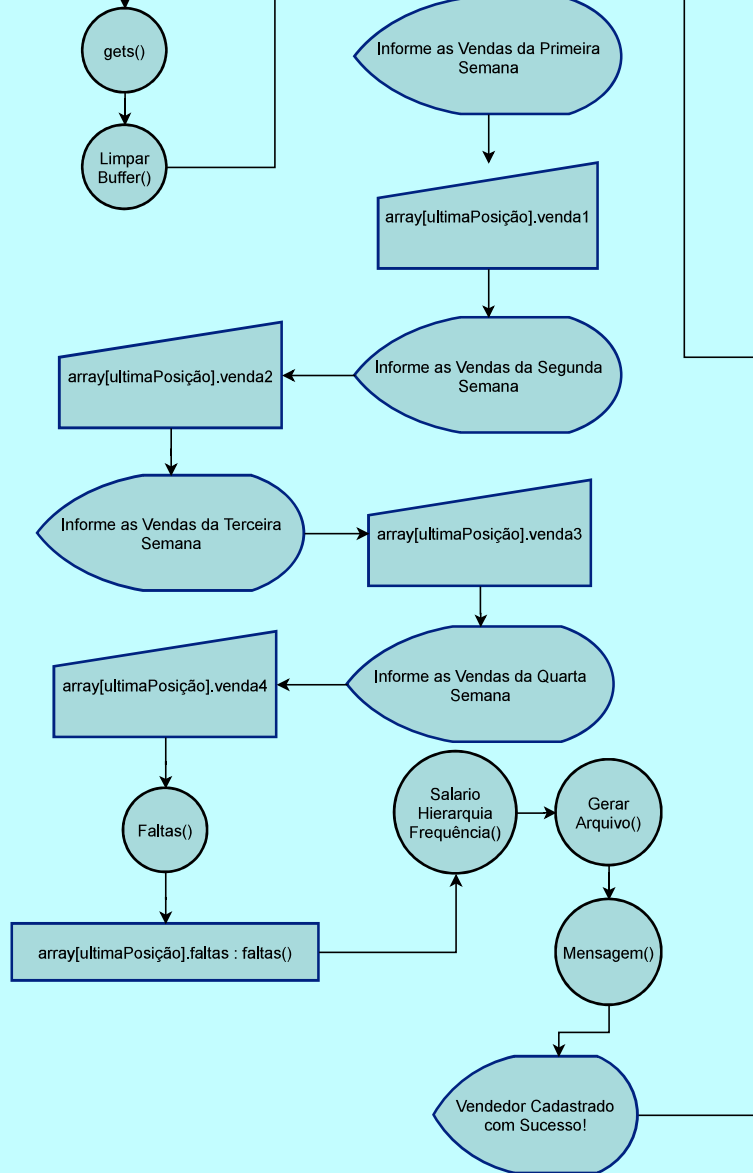 gets()
Limpar
Buffer()
Informe as Vendas da Primeira
Semana
array[ultimaPosição].venda1
Informe as Vendas da Segunda
Semana
array[ultimaPosição].venda2
Informe as Vendas da Terceira
Semana
array[ultimaPosição].venda3
Informe as Vendas da Quarta
Semana
array[ultimaPosição].venda4
Faltas()
array[ultimaPosição].faltas : faltas()
Salario
Hierarquia
Frequência()
Gerar
Arquivo()
Mensagem()
Vendedor Cadastrado
com Sucesso!